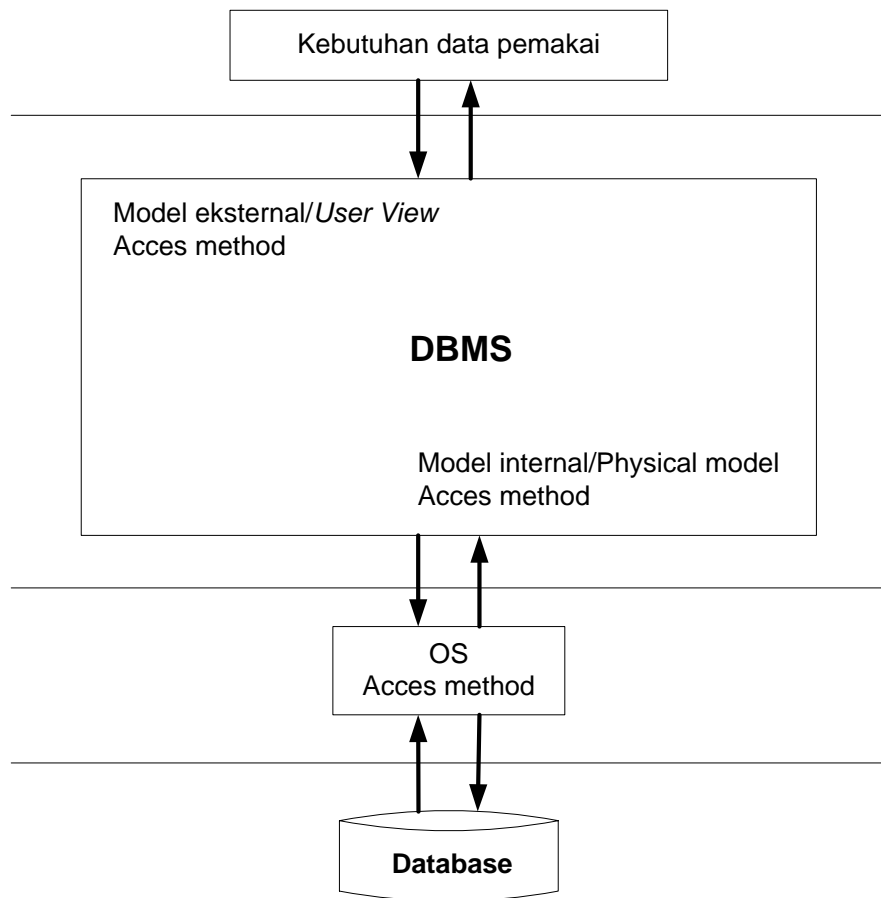 Kebutuhan data pemakai
Model eksternal/User View
Acces method
DBMS
Model internal/Physical model
Acces method
OS
Acces method
Database